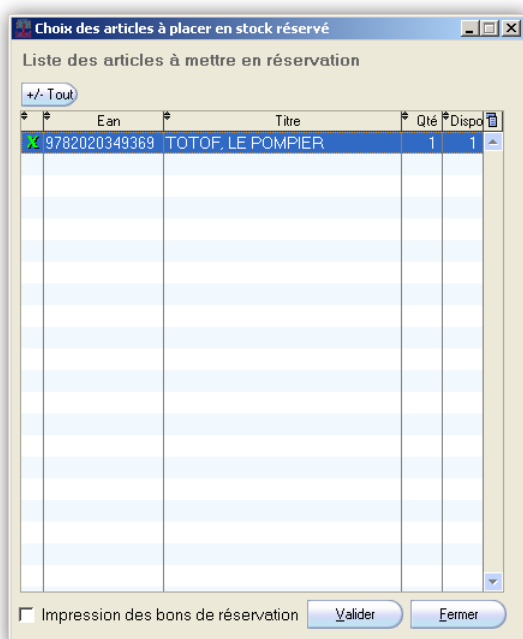 Choix des articles à placer en stock réservé
Liste des articles à mettre en réservation
+/- Tout
Ean Titre Qté Dispo
X 9782020349369 TOTOF, LE POMPIER 1 1
Impression des bons de réservation Valider Fermer